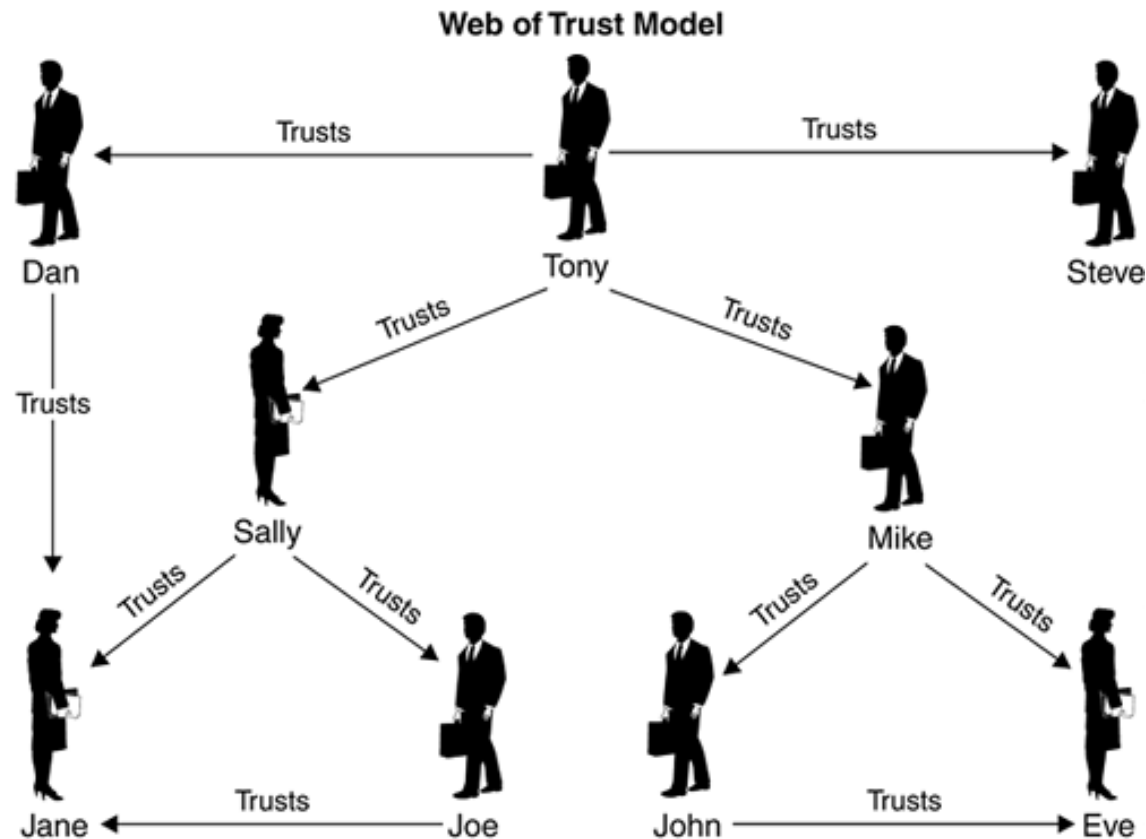 Web of Trust Model
Trusts
Trusts
Dan
Tony
Steve
Trusts
Trusts
Trusts
Sally
Mike
Trusts
Trusts
Trusts
Trusts
Trusts
Trusts
Jane
Joe
John
Eve